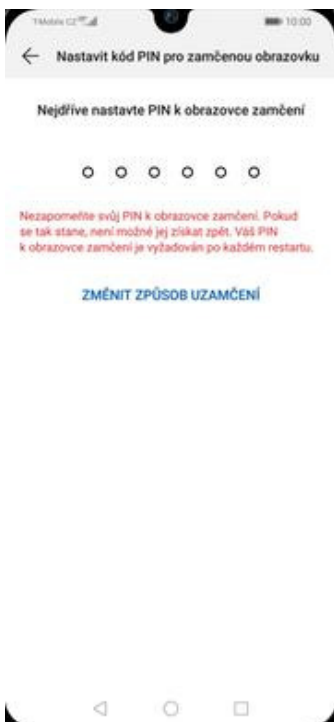 T-Mobile CZ 10:00
Nastavit kód PIN pro zamčenou obrazovku
Nejdříve nastavte PIN k obrazovce zamčení
Nezapomeňte svůj PIN k obrazovce zamčení. Pokud
se tak stane, není možné jej získat zpět. Váš PIN
k obrazovce zamčení je vyžadován po každém restartu.
ZMĚNIT ZPŮSOB UZAMČENÍ